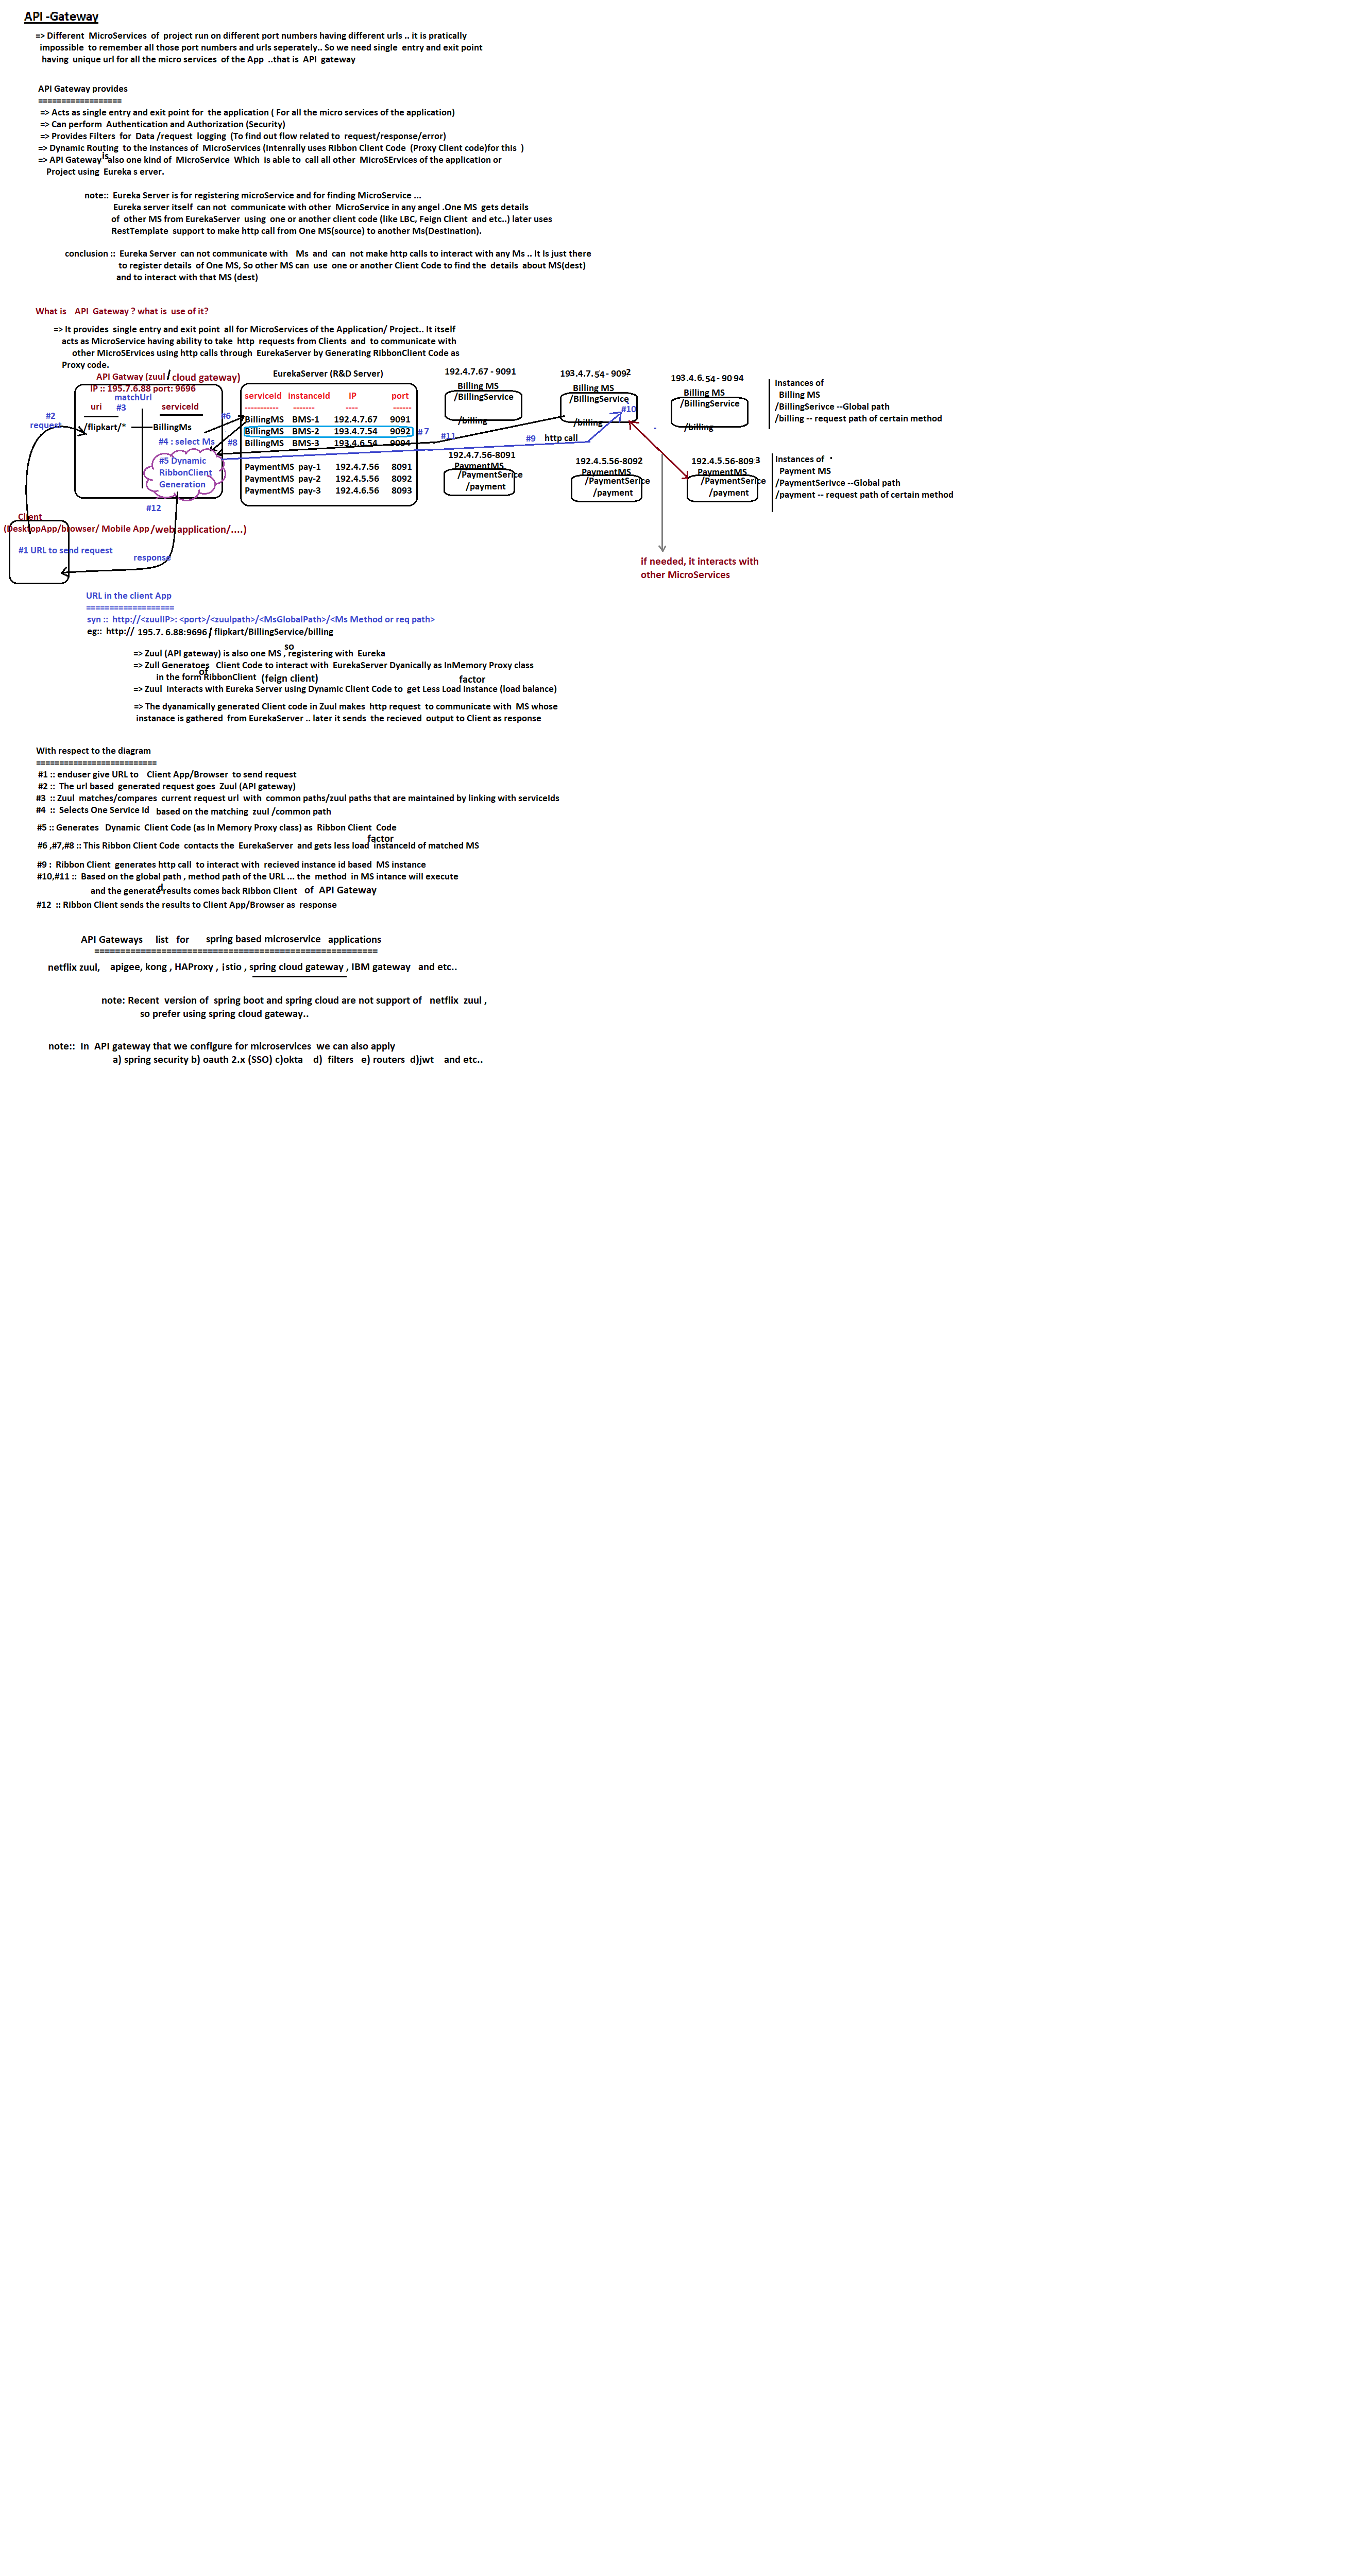 API -Gateway
=> Different MicroServices of project run on different port numbers having different urls .. it is pratically
impossible to remember all those port numbers and urls seperately.. So we need single entry and exit point
having unique url for all the micro services of the App ..that is API gateway
API Gateway provides
==================
=> Acts as single entry and exit point for the application ( For all the micro services of the application)
=> Can perform Authentication and Authorization (Security)
=> Provides Filters for Data /request logging (To find out flow related to request/response/error)
=> Dynamic Routing to the instances of MicroServices (Intenrally uses Ribbon Client Code (Proxy Client code)for this )
=> API Gateway is also one kind of MicroService Which is able to call all other MicroSErvices of the application or
Project using Eureka s erver.
note:: Eureka Server is for registering microService and for finding MicroService ...
Eureka server itself can not communicate with other MicroService in any angel .One MS gets details
of other MS from EurekaServer using one or another client code (like LBC, Feign Client and etc..) later uses
RestTemplate support to make http call from One MS(source) to another Ms(Destination).
conclusion :: Eureka Server can not communicate with Ms and can not make http calls to interact with any Ms .. It Is just there
to register details of One MS, So other MS can use one or another Client Code to find the details about MS(dest)
and to interact with that MS (dest)
What is API Gateway ? what is use of it?
=> It provides single entry and exit point all for MicroServices of the Application/ Project.. It itself
acts as MicroService having ability to take http requests from Clients and to communicate with
other MicroSErvices using http calls through EurekaServer by Generating RibbonClient Code as
Proxy code.
API Gatway (zuul / cloud gateway)
IP :: 195.7.6.88 port: 9696
matchUrl
uri #3 serviceId
#2
request
/flipkart/* BillingMs
#4 : select Ms
#5 Dynamic
RibbonClient
Generation
#6
#8
#12
EurekaServer (R&D Server)
serviceId instanceId IP port
----------- ------- ---- ------
BillingMS BMS-1 192.4.7.67 9091
BillingMS BMS-2 193.4.7.54 9092 #7
BillingMS BMS-3 193.4.6.54 9094
PaymentMS pay-1 192.4.7.56 8091
PaymentMS pay-2 192.4.5.56 8092
PaymentMS pay-3 192.4.6.56 8093
192.4.7.67 - 9091
Billing MS
/BillingService
/billing
#11
193.4.7.54 - 9092
Billing MS
/BillingService
#10
/billing
#9 http call
193.4.6.54 - 9094
Billing MS
/BillingService
/billing
Instances of
Billing MS
/BillingSerivce --Global path
/billing -- request path of certain method
192.4.7.56-8091
PaymentMS
/PaymentSerice
/payment
192.4.5.56-8092
PaymentMS
/PaymentSerice
/payment
192.4.5.56-8093
PaymentMS
/PaymentSerice
/payment
Instances of
Payment MS
/PaymentSerivce --Global path
/payment -- request path of certain method
Client
(DesktopApp/browser/ Mobile App /web application/....)
#1 URL to send request
response
if needed, it interacts with
other MicroServices
URL in the client App
===================
syn :: http://<zuulIP>: <port>/<zuulpath>/<MsGlobalPath>/<Ms Method or req path>
eg:: http:// 195.7. 6.88:9696 / flipkart/BillingService/billing
=> Zuul (API gateway) is also one MS , so registering with Eureka
=> Zull Generatoes Client Code to interact with EurekaServer Dyanically as InMemory Proxy class
in the form of RibbonClient (feign client)
=> Zuul interacts with Eureka Server using Dynamic Client Code to get Less Load factor instance (load balance)
=> The dyanamically generated Client code in Zuul makes http request to communicate with MS whose
instanace is gathered from EurekaServer .. later it sends the recieved output to Client as response
With respect to the diagram
==========================
#1 :: enduser give URL to Client App/Browser to send request
#2 :: The url based generated request goes Zuul (API gateway)
#3 :: Zuul matches/compares current request url with common paths/zuul paths that are maintained by linking with serviceIds
#4 :: Selects One Service Id based on the matching zuul /common path
#5 :: Generates Dynamic Client Code (as In Memory Proxy class) as Ribbon Client Code
#6 ,#7,#8 :: This Ribbon Client Code contacts the EurekaServer and gets less load factor instanceId of matched MS
#9 : Ribbon Client generates http call to interact with recieved instance id based MS instance
#10,#11 :: Based on the global path , method path of the URL ... the method in MS intance will execute
and the generated results comes back Ribbon Client of API Gateway
#12 :: Ribbon Client sends the results to Client App/Browser as response
API Gateways list for spring based microservice applications
=======================================================
netflix zuul, apigee, kong , HAProxy , istio , spring cloud gateway , IBM gateway and etc..
note: Recent version of spring boot and spring cloud are not support of netflix zuul ,
so prefer using spring cloud gateway..
note:: In API gateway that we configure for microservices we can also apply
a) spring security b) oauth 2.x (SSO) c)okta d) filters e) routers d)jwt and etc..